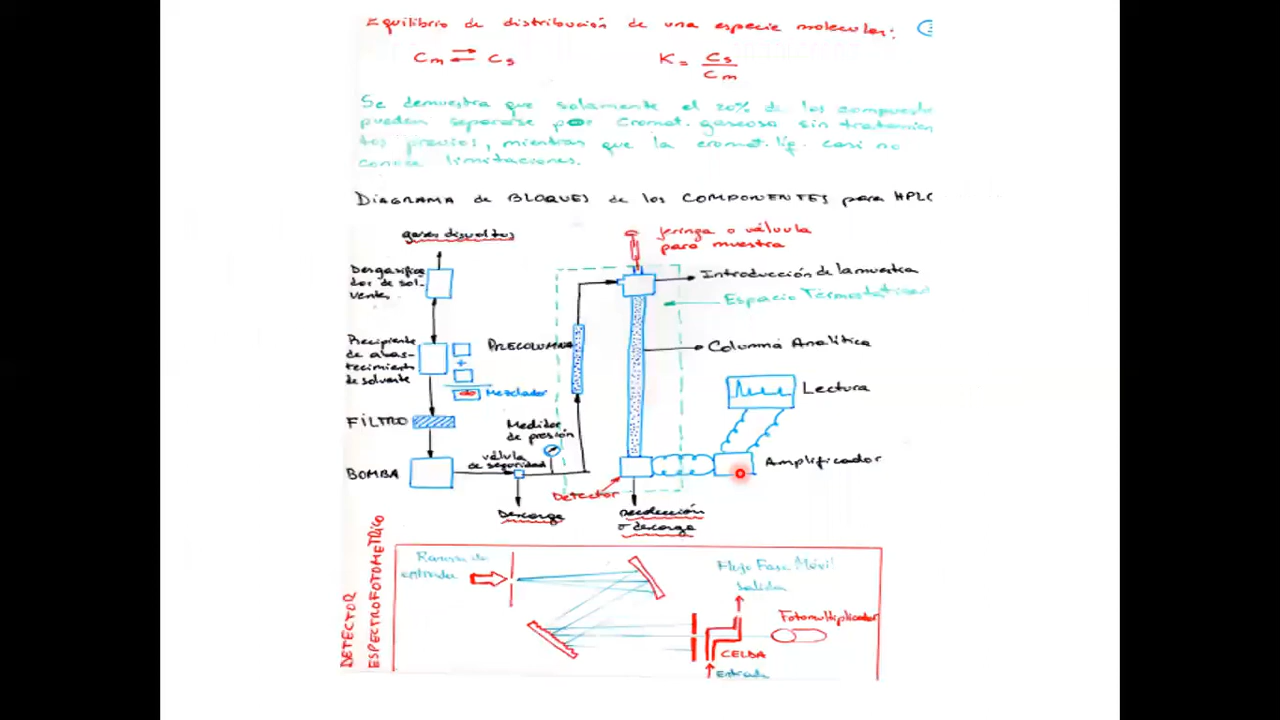 Equilibrio de distribución de una especie molecular:
Cm ⇄ Cs
K = Cs / Cm
Se demuestra que solamente el 20% de los compuest
pueden separarse por Cromat. gaseosa sin tratamien
tos previos, mientras que la cromat. líq. casi no
conoce limitaciones.
DIAGRAMA de BLOQUES de los COMPONENTES para HPLC
gases disueltos
Jeringa o válvula
para muestra
Desgasifica
dor de sol-
ventes.
Introducción de la muestra
Espacio Termostatizad
Recipiente
de abas-
tecimiento
de solvente
+
Mezclador
PRECOLUMNA
Columna Analítica
Lectura
FILTRO
Medidor
de presión
válvula
de seguridad
BOMBA
Amplificador
Detector
Descarga
recolección
o descarga
DETECTOR
ESPECTROFOTOMETRICO
Ranura de
entrada
Flujo Fase Móvil
salida
Fotomultiplicador
CELDA
Entrada